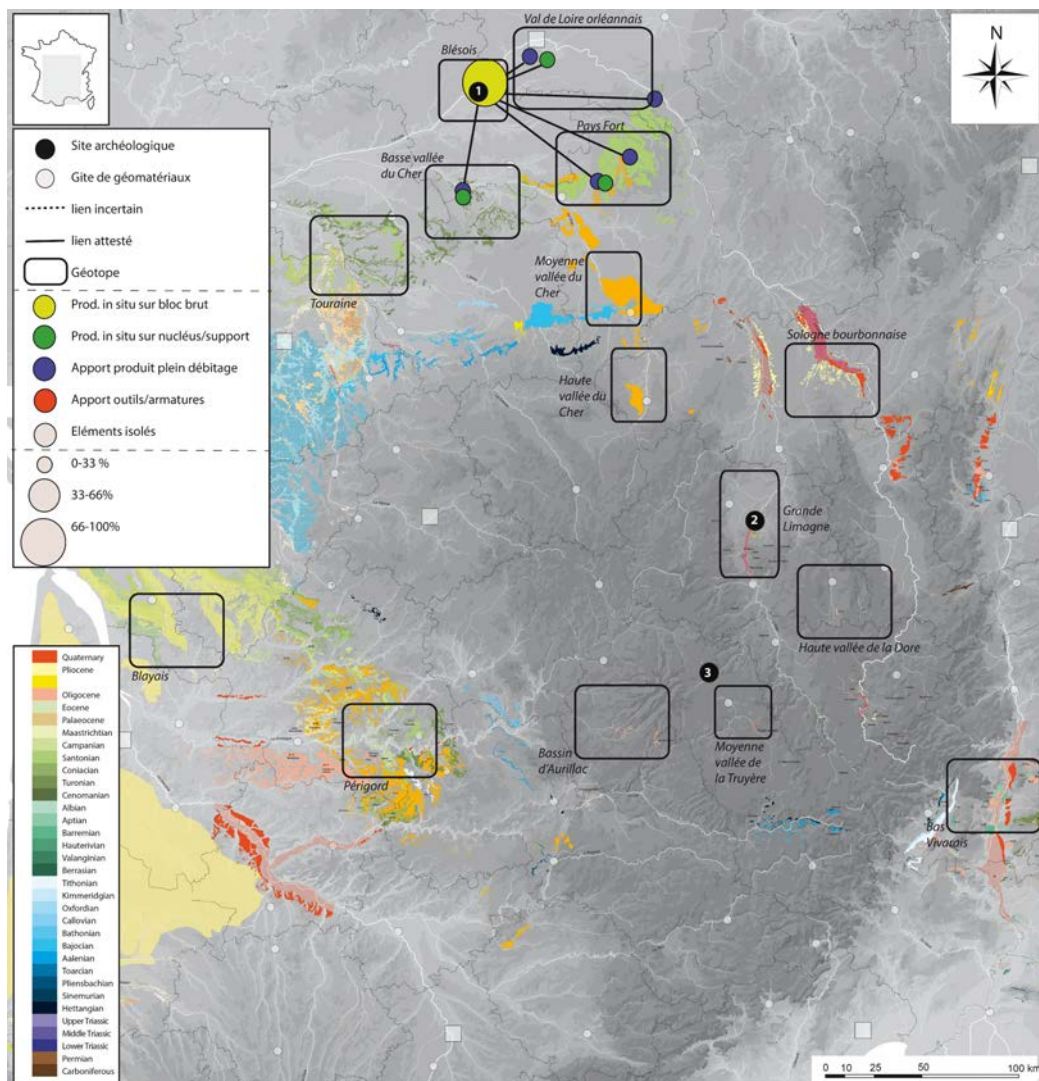 Val de Loire orléannais
N
Blésois
1
Pays Fort
Basse vallée
du Cher
Site archéologique
Gite de géomatériaux
lien incertain
lien attesté
Géotope
Prod. in situ sur bloc brut
Prod. in situ sur nucléus/support
Apport produit plein débitage
Apport outils/armatures
Eléments isolés
0-33 %
33-66%
66-100%
Moyenne
vallée du
Cher
Touraine
Sologne bourbonnaise
Haute
vallée du
Cher
2
Grande
Limagne
Haute vallée de la Dore
Blayais
3
Bassin
d'Aurillac
Moyenne
vallée de
la Truyère
Périgord
Bas
Vivarais
Quaternary
Pliocene
Oligocene
Eocene
Palaeocene
Maastrichtian
Campanian
Santonian
Coniacian
Turonian
Cenomanian
Albian
Aptian
Barremian
Hauterivian
Valanginian
Berrasian
Tithonian
Kimmeridgian
Oxfordian
Callovian
Bathonian
Bajocian
Aalenian
Toarcian
Pliensbachian
Sinemurian
Hettangian
Upper Triassic
Middle Triassic
Lower Triassic
Permian
Carboniferous
0 10 25 50 100 km